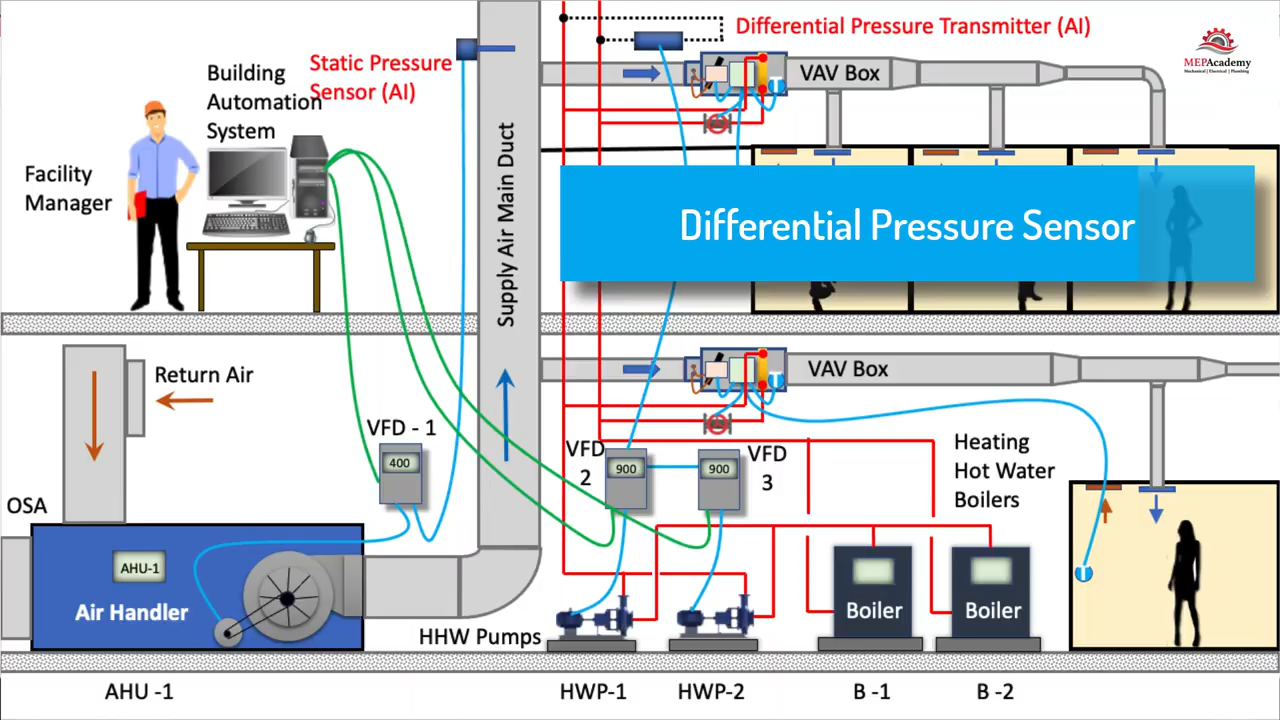 Differential Pressure Transmitter (AI)
MEPAcademy
Mechanical | Electrical | Plumbing
Static Pressure
Sensor (AI)
Building
Automation
System
VAV Box
Facility
Manager
Supply Air Main Duct
Differential Pressure Sensor
Return Air
VAV Box
VFD - 1
400
VFD
2
900
900
VFD
3
Heating
Hot Water
Boilers
OSA
AHU-1
Air Handler
HHW Pumps
Boiler
Boiler
T
AHU -1
HWP-1
HWP-2
B -1
B -2